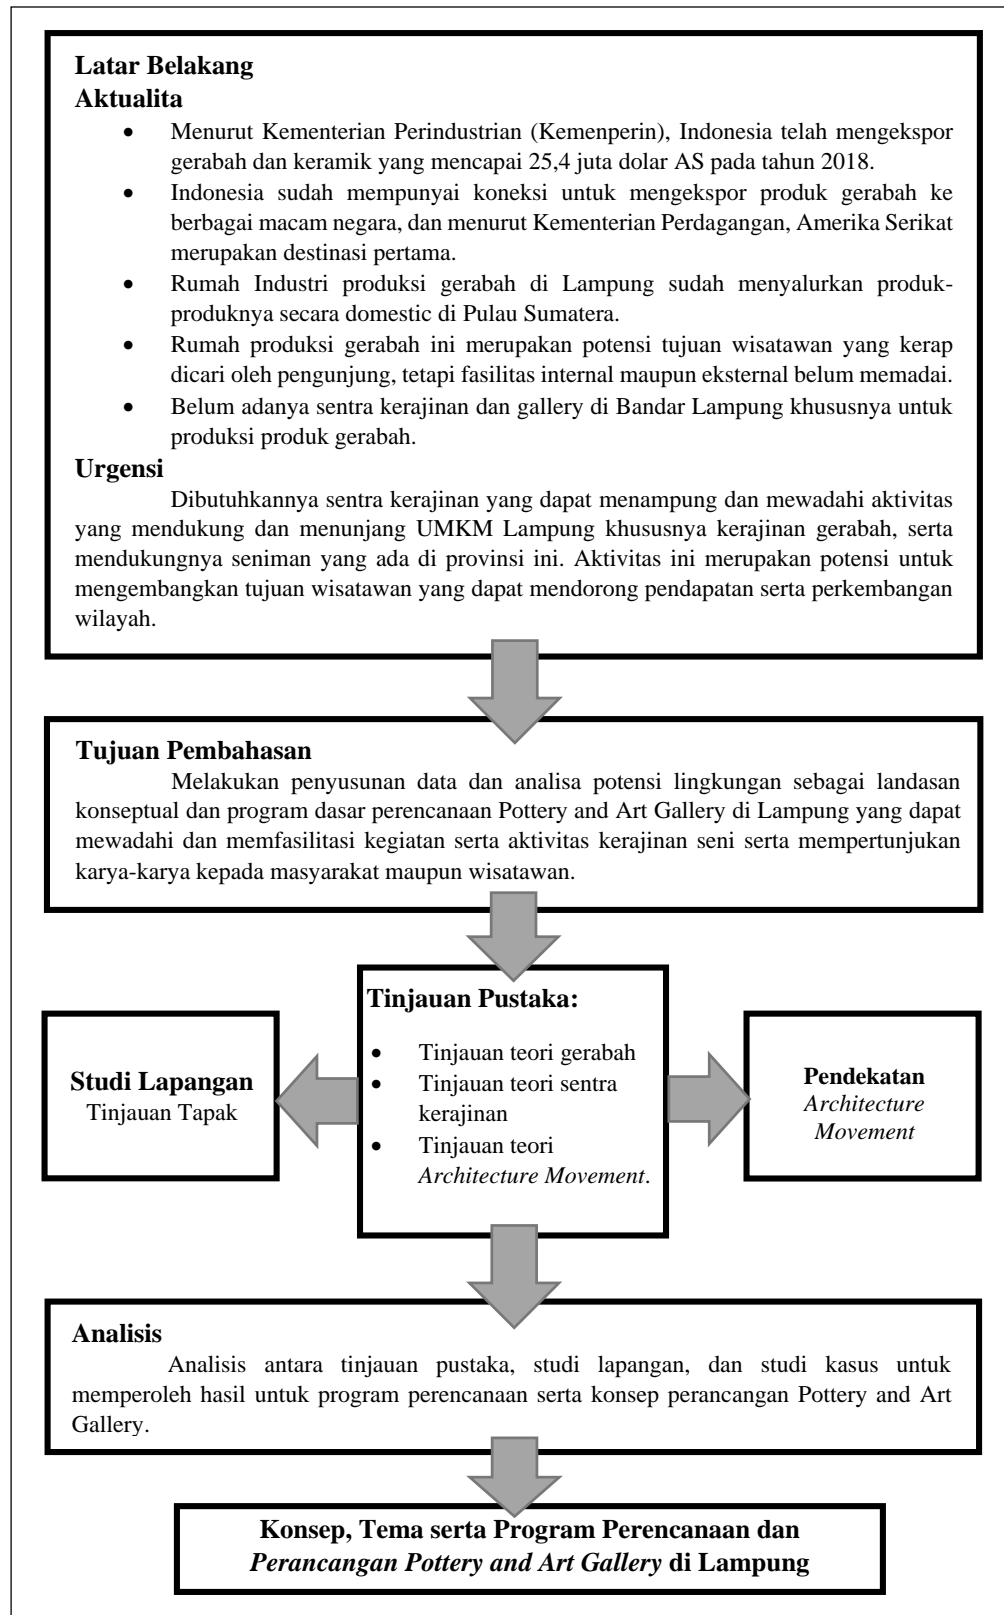 Latar Belakang
Aktualita
• Menurut Kementerian Perindustrian (Kemenperin), Indonesia telah mengekspor
gerabah dan keramik yang mencapai 25,4 juta dolar AS pada tahun 2018.
• Indonesia sudah mempunyai koneksi untuk mengekspor produk gerabah ke
berbagai macam negara, dan menurut Kementerian Perdagangan, Amerika Serikat
merupakan destinasi pertama.
• Rumah Industri produksi gerabah di Lampung sudah menyalurkan produk-
produknya secara domestic di Pulau Sumatera.
• Rumah produksi gerabah ini merupakan potensi tujuan wisatawan yang kerap
dicari oleh pengunjung, tetapi fasilitas internal maupun eksternal belum memadai.
• Belum adanya sentra kerajinan dan gallery di Bandar Lampung khususnya untuk
produksi produk gerabah.
Urgensi
Dibutuhkannya sentra kerajinan yang dapat menampung dan mewadahi aktivitas
yang mendukung dan menunjang UMKM Lampung khususnya kerajinan gerabah, serta
mendukungnya seniman yang ada di provinsi ini. Aktivitas ini merupakan potensi untuk
mengembangkan tujuan wisatawan yang dapat mendorong pendapatan serta perkembangan
wilayah.
Tujuan Pembahasan
Melakukan penyusunan data dan analisa potensi lingkungan sebagai landasan
konseptual dan program dasar perencanaan Pottery and Art Gallery di Lampung yang dapat
mewadahi dan memfasilitasi kegiatan serta aktivitas kerajinan seni serta mempertunjukan
karya-karya kepada masyarakat maupun wisatawan.
Tinjauan Pustaka:
• Tinjauan teori gerabah
• Tinjauan teori sentra
kerajinan
• Tinjauan teori
Architecture Movement.
Studi Lapangan
Tinjauan Tapak
Pendekatan
Architecture
Movement
Analisis
Analisis antara tinjauan pustaka, studi lapangan, dan studi kasus untuk
memperoleh hasil untuk program perencanaan serta konsep perancangan Pottery and Art
Gallery.
Konsep, Tema serta Program Perencanaan dan
Perancangan Pottery and Art Gallery di Lampung